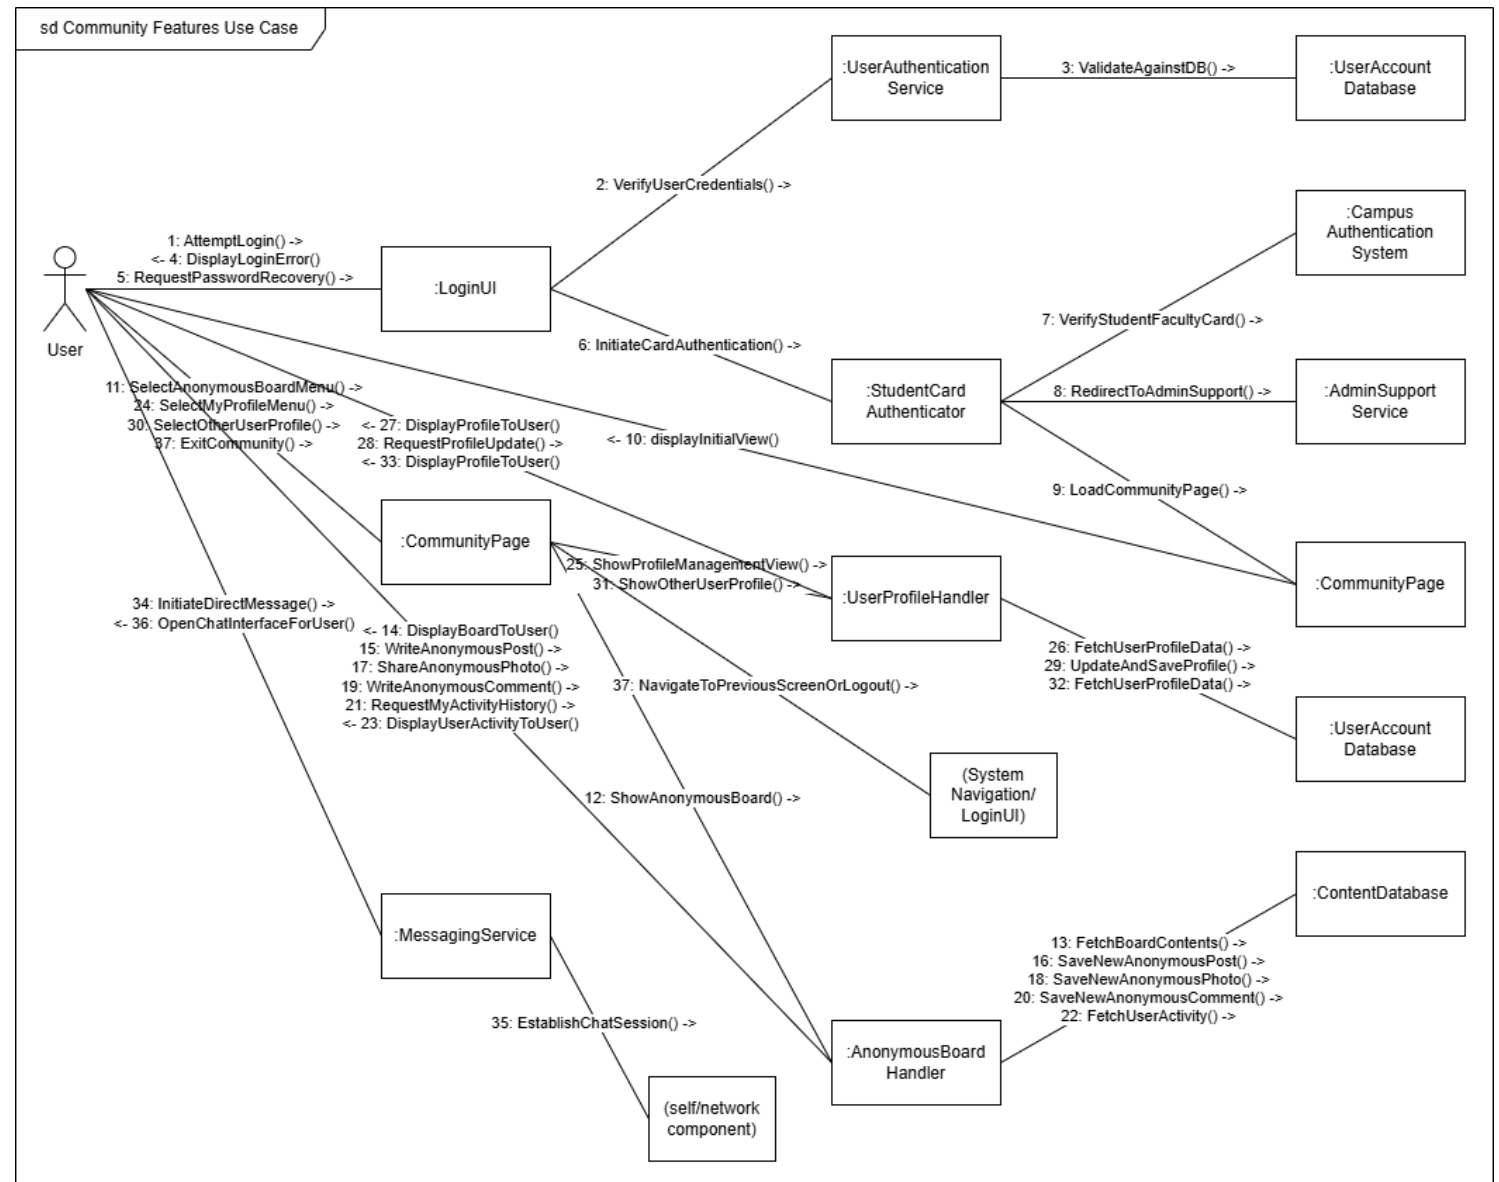 sd Community Features Use Case
:UserAuthentication
Service
3: ValidateAgainstDB() ->
:UserAccount
Database
2: VerifyUserCredentials() ->
:Campus
Authentication
System
1: AttemptLogin() ->
<- 4: DisplayLoginError()
5: RequestPasswordRecovery() ->
:LoginUI
User
7: VerifyStudentFacultyCard() ->
6: InitiateCardAuthentication() ->
:StudentCard
Authenticator
8: RedirectToAdminSupport() ->
:AdminSupport
Service
11: SelectAnonymousBoardMenu() ->
24: SelectMyProfileMenu() ->
30: SelectOtherUserProfile() ->
37: ExitCommunity() ->
<- 27: DisplayProfileToUser()
28: RequestProfileUpdate() ->
<- 33: DisplayProfileToUser()
<- 10: displayInitialView()
9: LoadCommunityPage() ->
:CommunityPage
25: ShowProfileManagementView() ->
31: ShowOtherUserProfile() ->
:UserProfileHandler
:CommunityPage
34: InitiateDirectMessage() ->
<- 36: OpenChatInterfaceForUser()
<- 14: DisplayBoardToUser()
15: WriteAnonymousPost() ->
17: ShareAnonymousPhoto() ->
19: WriteAnonymousComment() ->
21: RequestMyActivityHistory() ->
<- 23: DisplayUserActivityToUser()
37: NavigateToPreviousScreenOrLogout() ->
26: FetchUserProfileData() ->
29: UpdateAndSaveProfile() ->
32: FetchUserProfileData() ->
:UserAccount
Database
(System
Navigation/
LoginUI)
12: ShowAnonymousBoard() ->
:ContentDatabase
:MessagingService
13: FetchBoardContents() ->
16: SaveNewAnonymousPost() ->
18: SaveNewAnonymousPhoto() ->
20: SaveNewAnonymousComment() ->
22: FetchUserActivity() ->
35: EstablishChatSession() ->
:AnonymousBoard
Handler
(self/network
component)